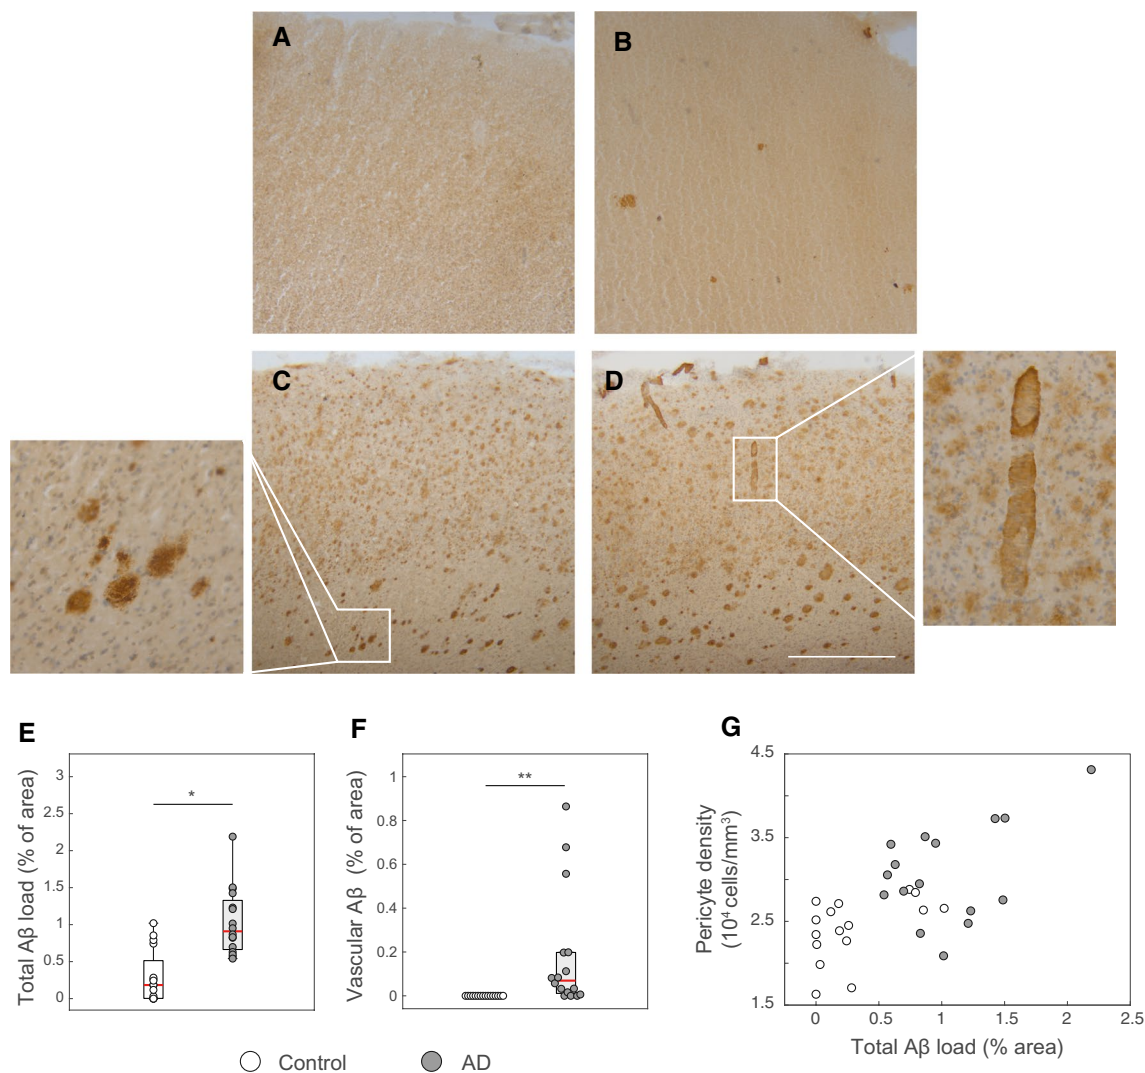 A
B
C
D
E
F
G
Total Aβ load (% of area)
3
2.5
2
1.5
1
0.5
0
*
Vascular Aβ (% of area)
1
0.8
0.6
0.4
0.2
0
**
Pericyte density
(10⁴ cells/mm³)
4.5
3.5
2.5
1.5
0 0.5 1 1.5 2 2.5
Total Aβ load (% area)
Control AD